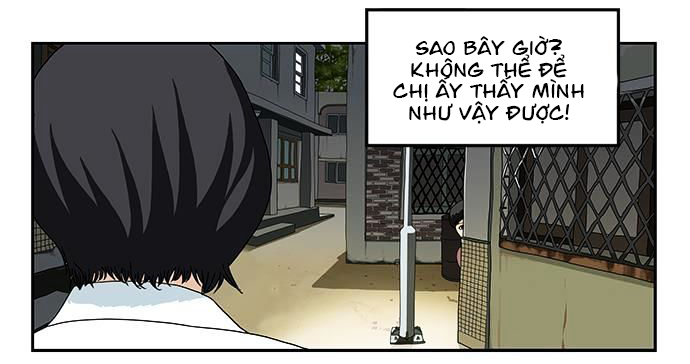 SAO BÂY GIỜ?
KHÔNG THỂ ĐỂ
CHỊ ẤY THẤY MÌNH
NHƯ VẬY ĐƯỢC!